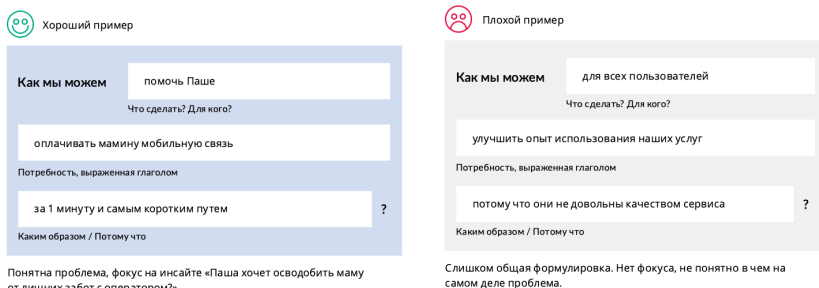 Хороший пример
Как мы можем
помочь Паше
Что сделать? Для кого?
оплачивать мамину мобильную связь
Потребность, выраженная глаголом
за 1 минуту и самым коротким путем
?
Каким образом / Потому что
Понятна проблема, фокус на инсайте «Паша хочет осводобить маму
от лишних забот с оператором?»
Плохой пример
Как мы можем
для всех пользователей
Что сделать? Для кого?
улучшить опыт использования наших услуг
Потребность, выраженная глаголом
потому что они не довольны качеством сервиса
?
Каким образом / Потому что
Слишком общая формулировка. Нет фокуса, не понятно в чем на
самом деле проблема.